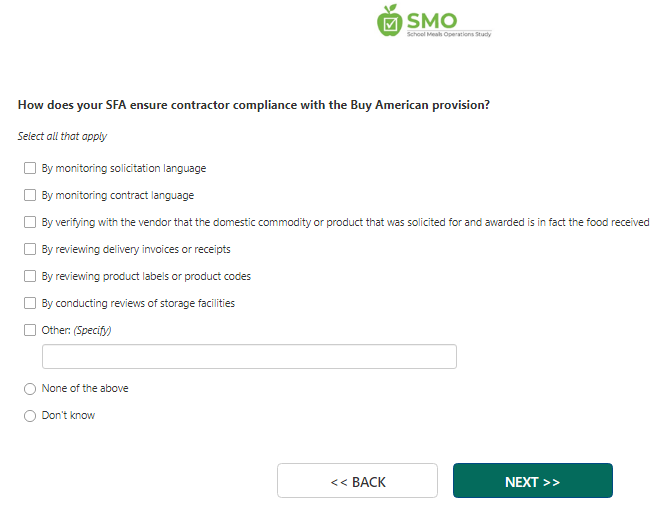 SMO
School Meals Operations Study
How does your SFA ensure contractor compliance with the Buy American provision?
Select all that apply
By monitoring solicitation language
By monitoring contract language
By verifying with the vendor that the domestic commodity or product that was solicited for and awarded is in fact the food received
By reviewing delivery invoices or receipts
By reviewing product labels or product codes
By conducting reviews of storage facilities
Other: (Specify)
None of the above
Don't know
<< BACK
NEXT >>